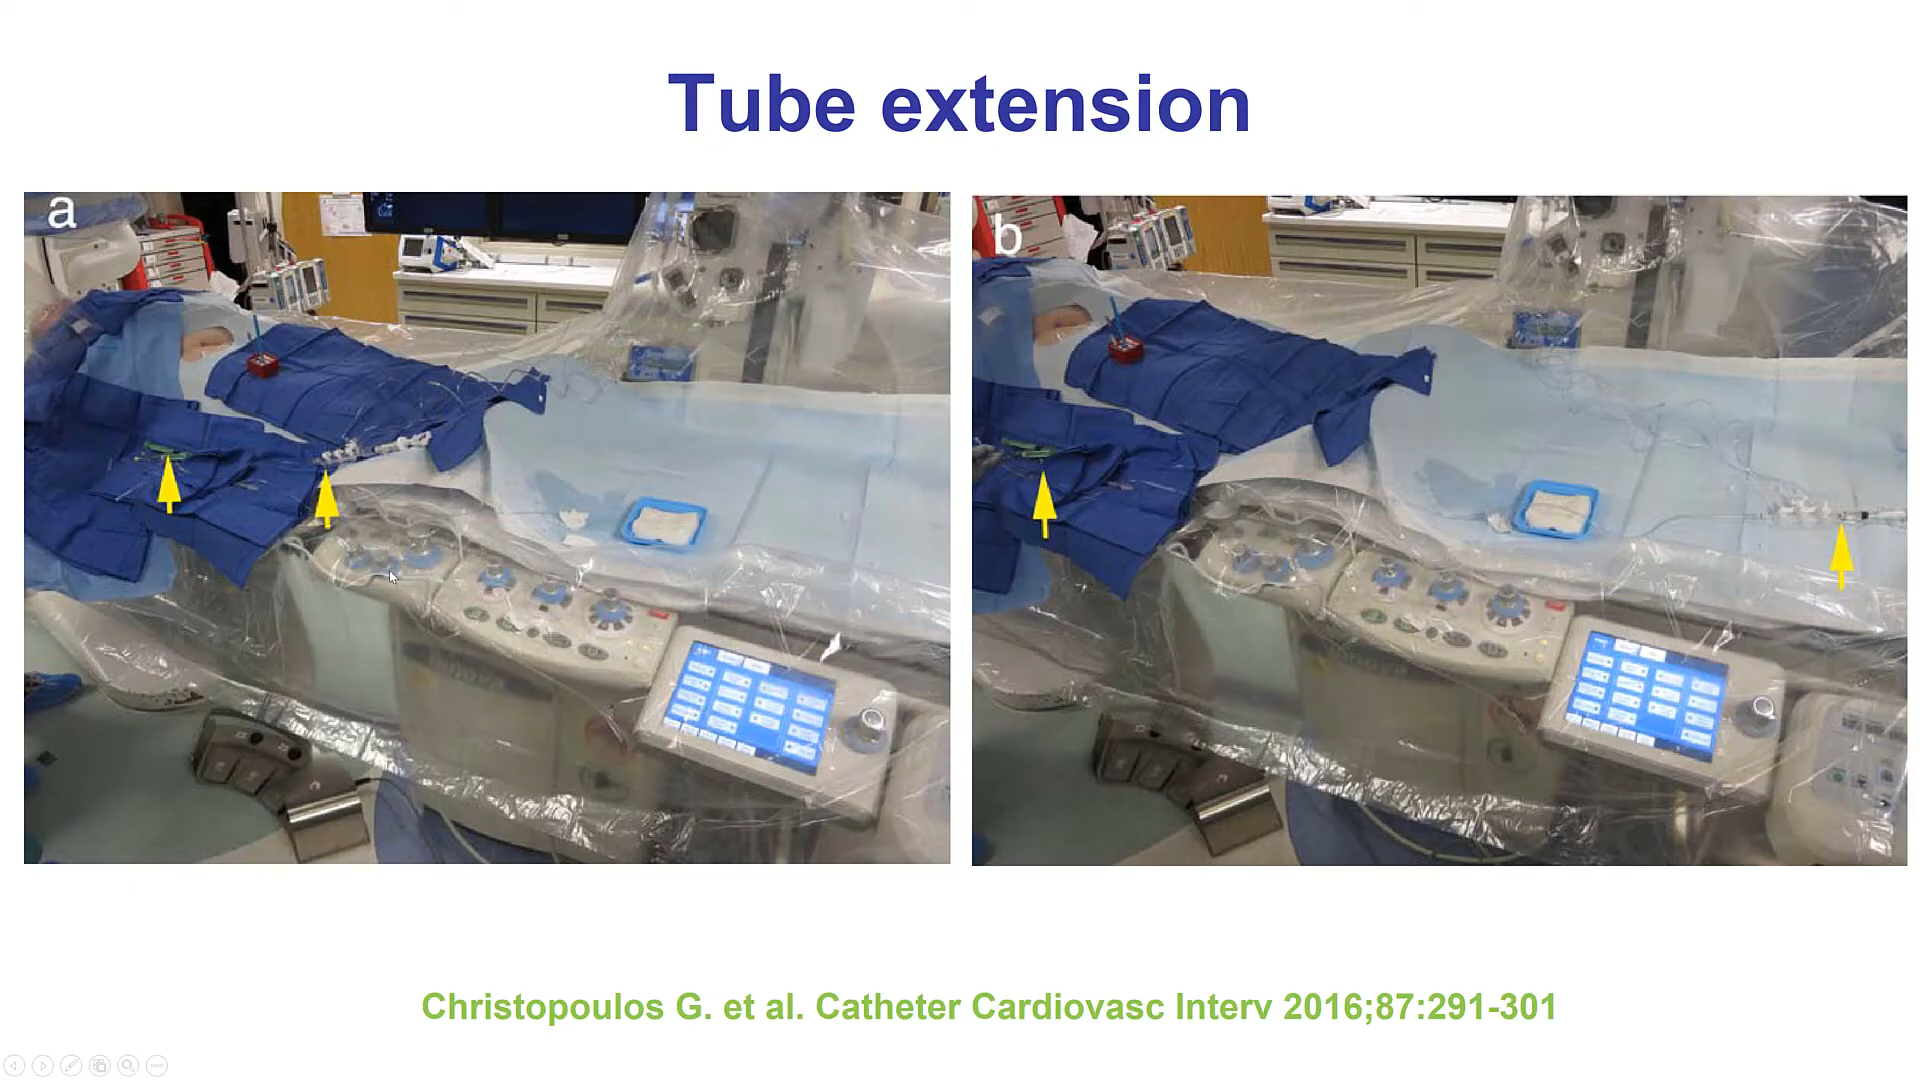 Tube extension
a
b
Christopoulos G. et al. Catheter Cardiovasc Interv 2016;87:291-301